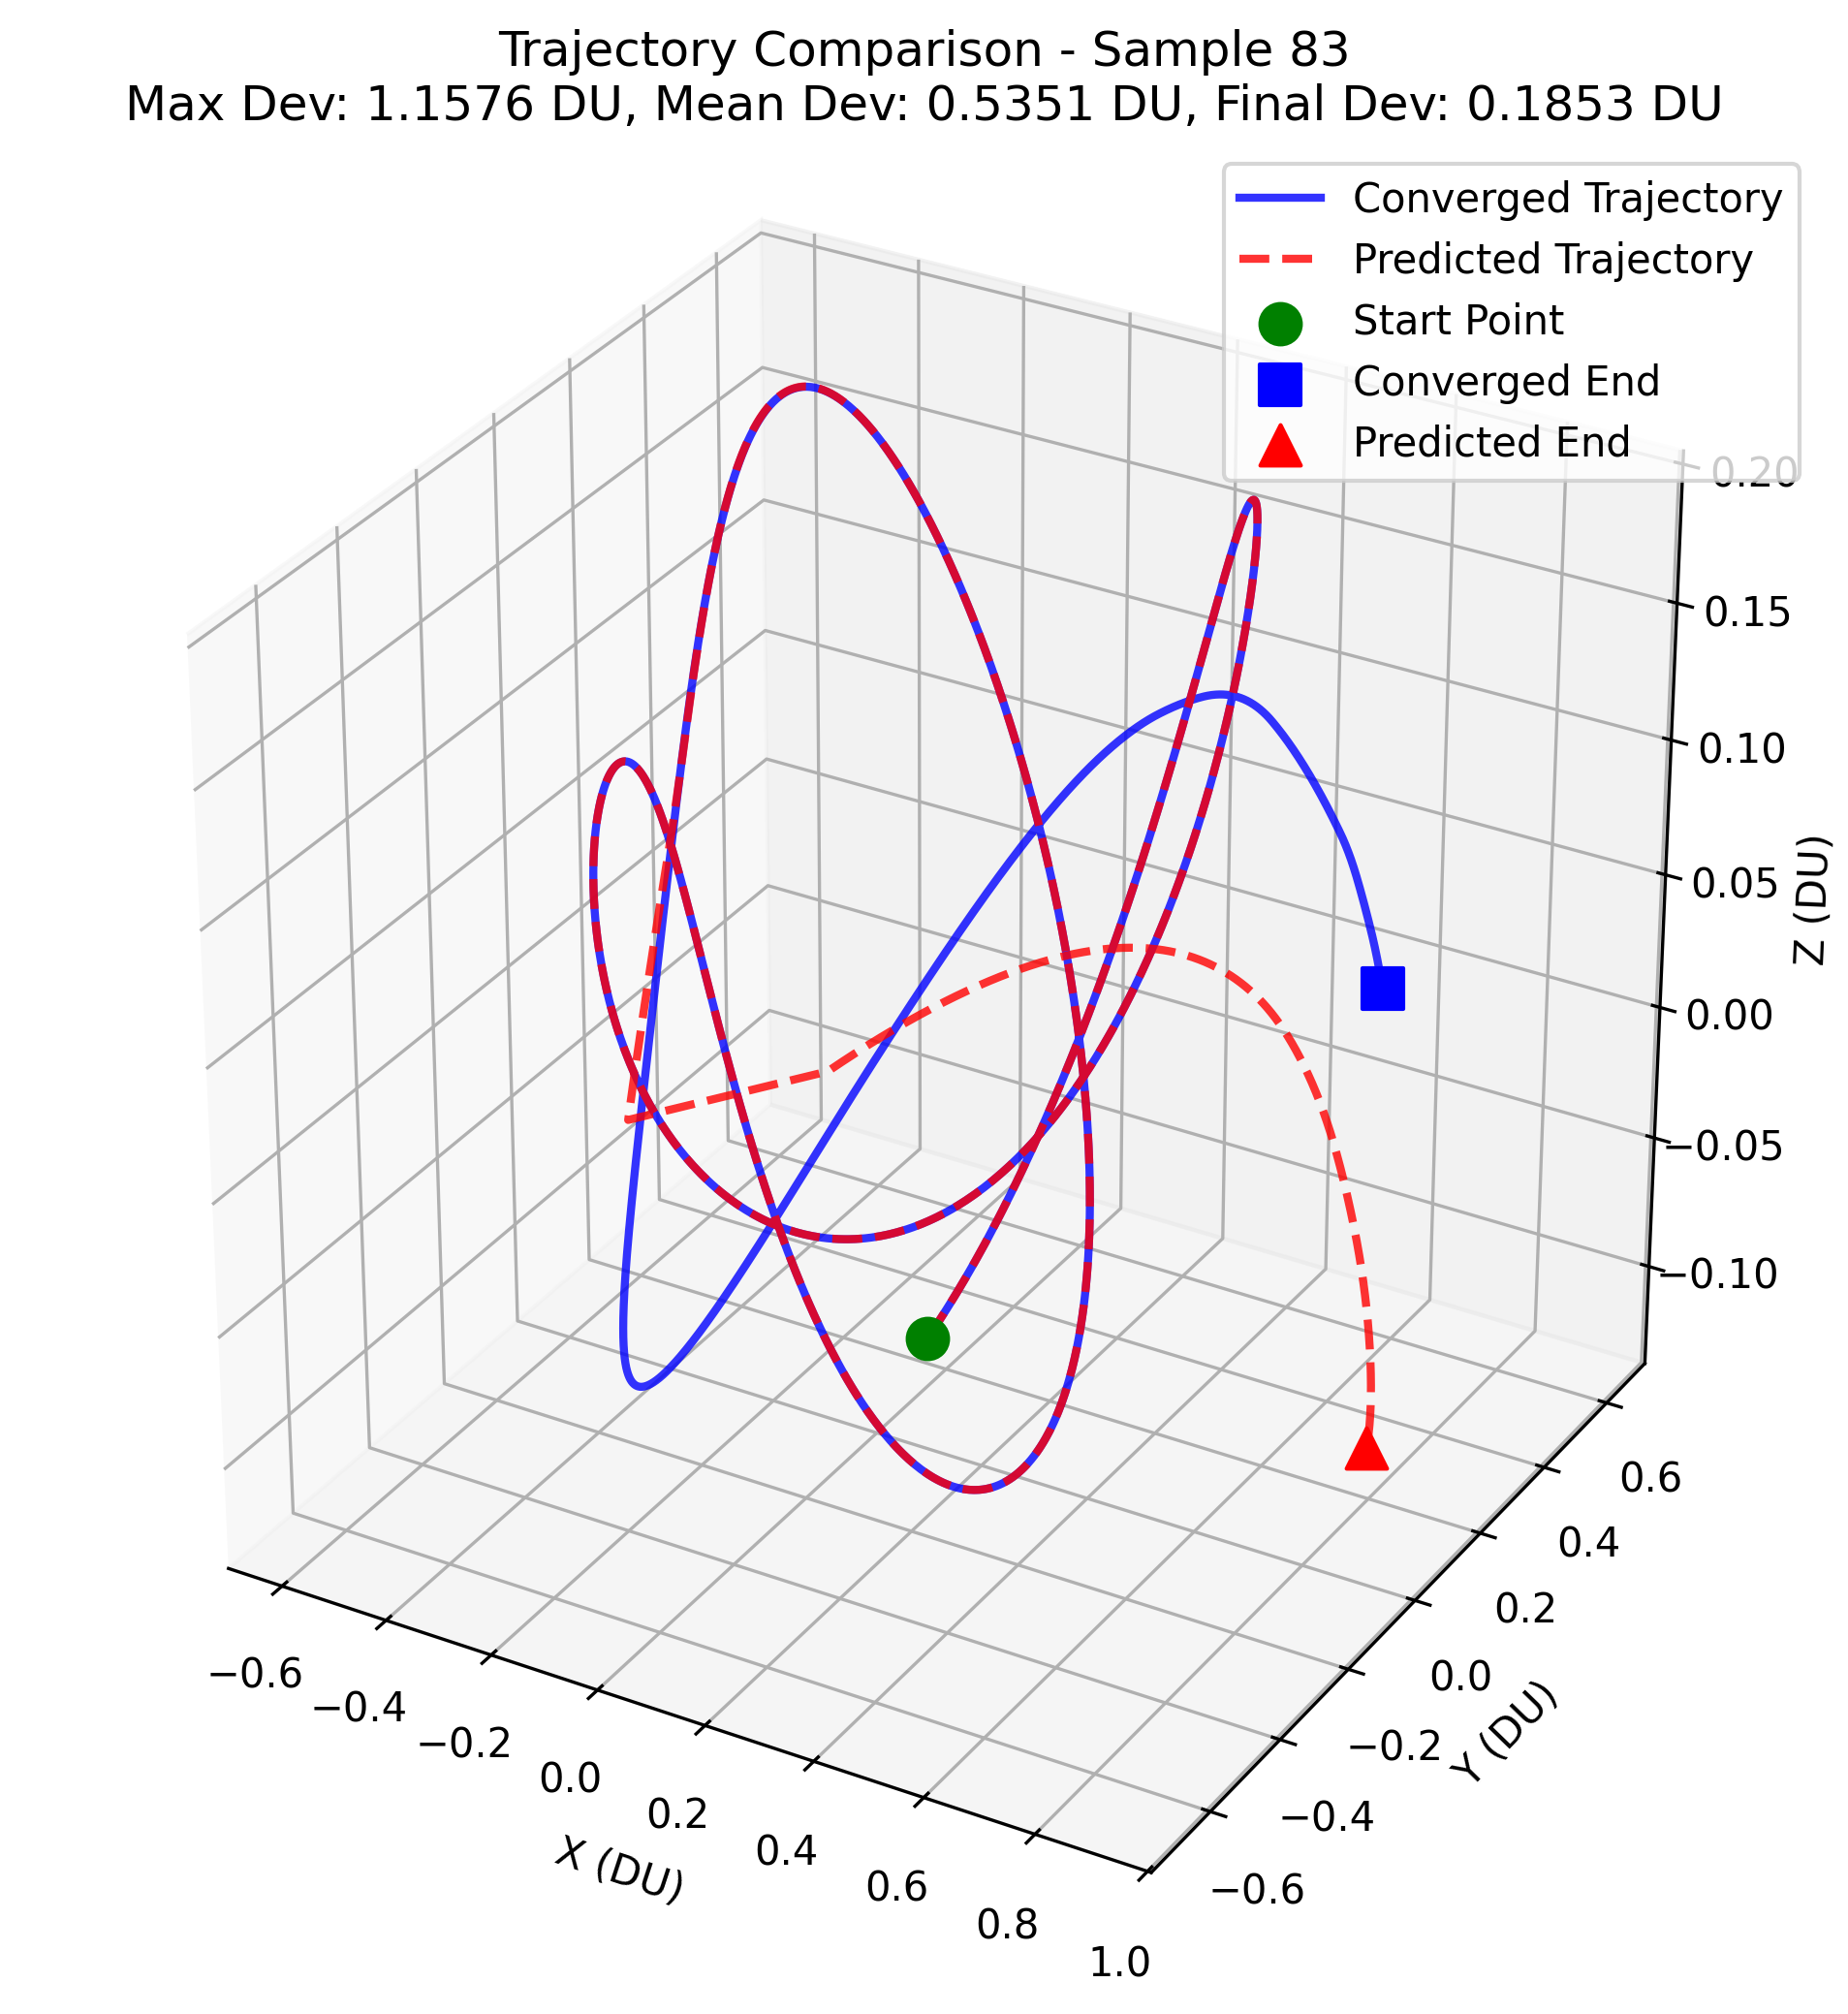 Trajectory Comparison - Sample 83
Max Dev: 1.1576 DU, Mean Dev: 0.5351 DU, Final Dev: 0.1853 DU
Converged Trajectory
Predicted Trajectory
Start Point
Converged End
Predicted End
0.20
0.15
0.10
0.05
0.00
−0.05
−0.10
Z (DU)
0.6
0.4
0.2
0.0
−0.2
−0.4
−0.6
Y (DU)
−0.6
−0.4
−0.2
0.0
0.2
0.4
0.6
0.8
1.0
X (DU)